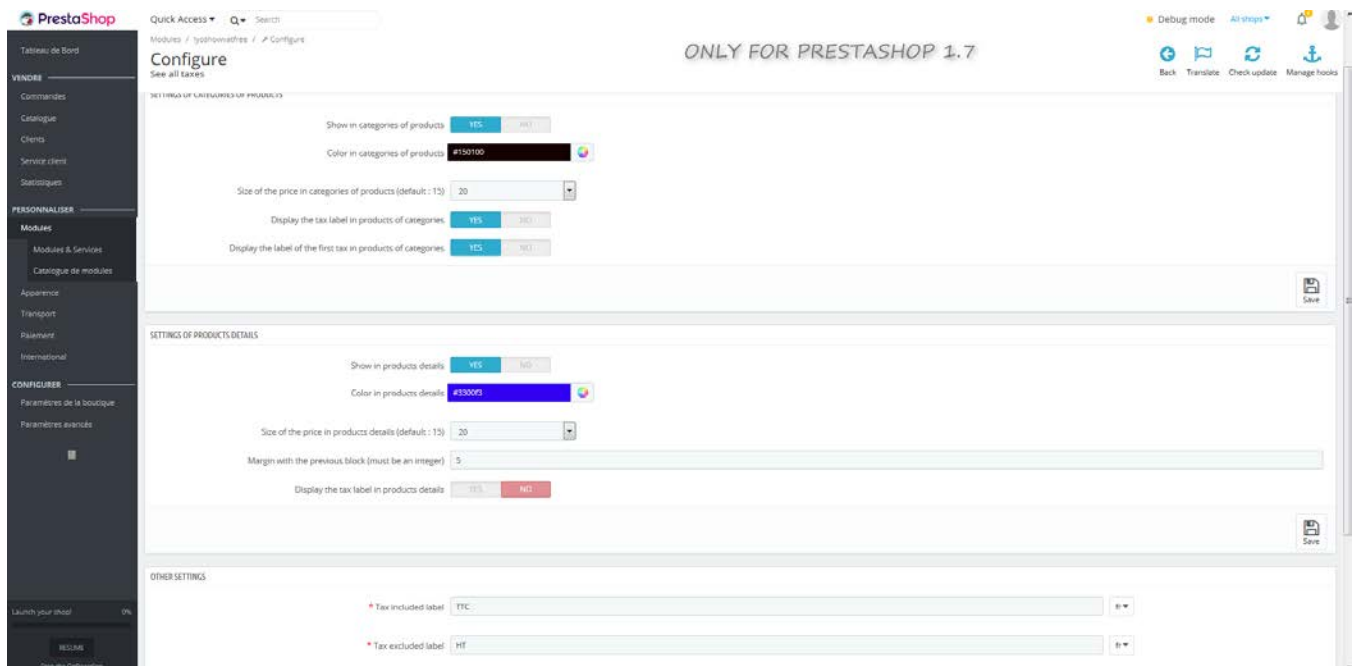 PrestaShop
Quick Access
Search
Debug mode
All shops
Modules / lyoshowvatfree / Configure
Configure
See all taxes
ONLY FOR PRESTASHOP 1.7
Back
Translate
Check update
Manage hooks
Tableau de Bord
VENDRE
Commandes
Catalogue
Clients
Service client
Statistiques
PERSONNALISER
Modules
Modules & Services
Catalogue de modules
Apparence
Transport
Paiement
International
CONFIGURER
Paramètres de la boutique
Paramètres avancés
Launch your shop! 0%
RESUME
SETTINGS OF CATEGORIES OF PRODUCTS
Show in categories of products YES NO
Color in categories of products #150100
Size of the price in categories of products (default : 15) 20
Display the tax label in products of categories. YES NO
Display the label of the first tax in products of categories. YES NO
Save
SETTINGS OF PRODUCTS DETAILS
Show in products details YES NO
Color in products details #3300f3
Size of the price in products details (default : 15) 20
Margin with the previous block (must be an integer) 5
Display the tax label in products details YES NO
Save
OTHER SETTINGS
* Tax included label TTC fr
* Tax excluded label HT fr